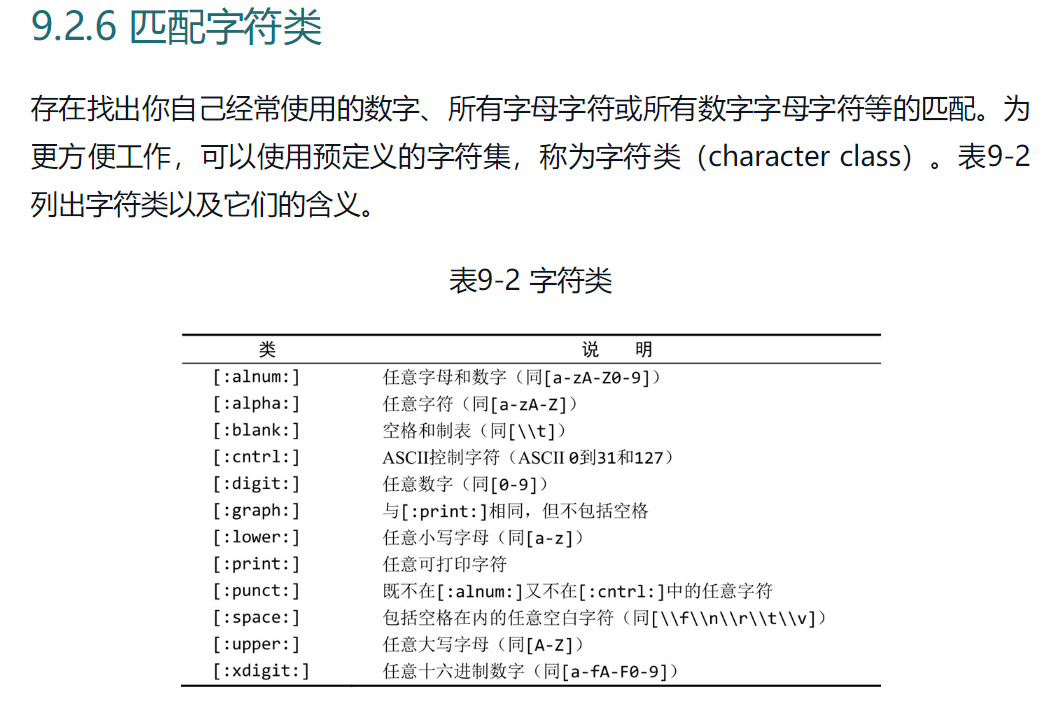 9.2.6 匹配字符类
存在找出你自己经常使用的数字、所有字母字符或所有数字字母字符等的匹配。为
更方便工作，可以使用预定义的字符集，称为字符类（character class）。表9-2
列出字符类以及它们的含义。
表9-2 字符类
类 说 明
[:alnum:] 任意字母和数字（同[a-zA-Z0-9]）
[:alpha:] 任意字符（同[a-zA-Z]）
[:blank:] 空格和制表（同[\\t]）
[:cntrl:] ASCII控制字符（ASCII 0到31和127）
[:digit:] 任意数字（同[0-9]）
[:graph:] 与[:print:]相同，但不包括空格
[:lower:] 任意小写字母（同[a-z]）
[:print:] 任意可打印字符
[:punct:] 既不在[:alnum:]又不在[:cntrl:]中的任意字符
[:space:] 包括空格在内的任意空白字符（同[\\f\\n\\r\\t\\v]）
[:upper:] 任意大写字母（同[A-Z]）
[:xdigit:] 任意十六进制数字（同[a-fA-F0-9]）